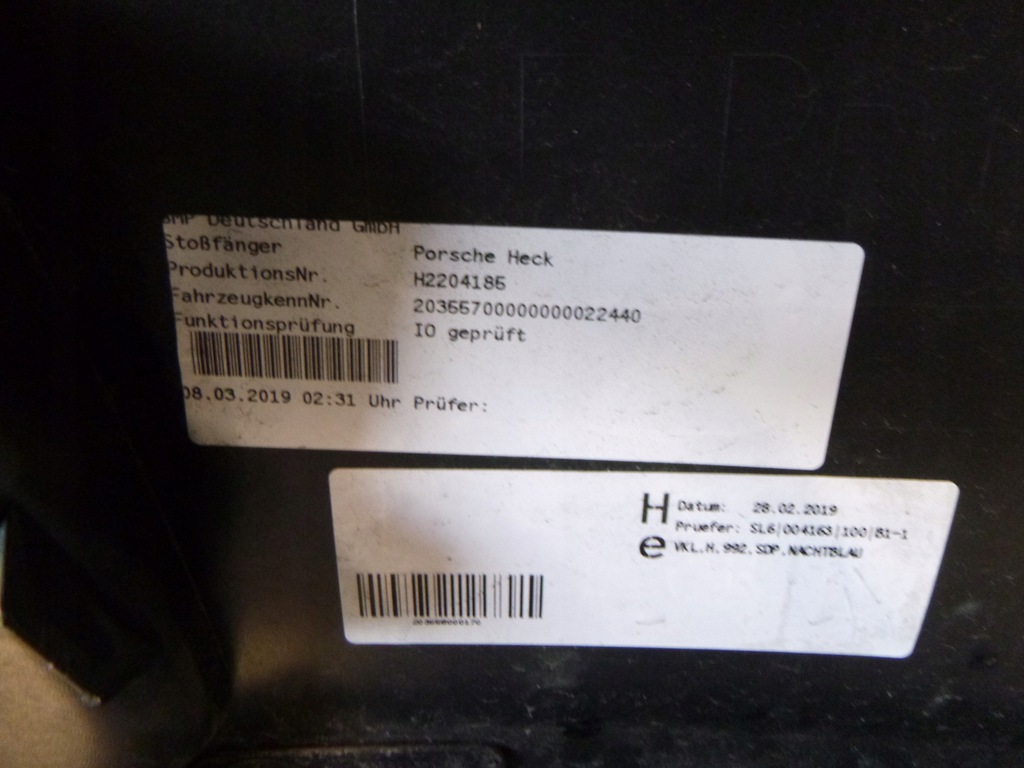 SMP Deutschland GmbH
Stoßfänger Porsche Heck
ProduktionsNr. H2204186
FahrzeugkennNr. 20366700000000022440
Funktionsprüfung IO geprüft
08.03.2019 02:31 Uhr Prüfer:
H Datum: 28.02.2019
Pruefer: SL6|004163|100|81-1
e VKL.H.992.SDP.NACHTBLAU